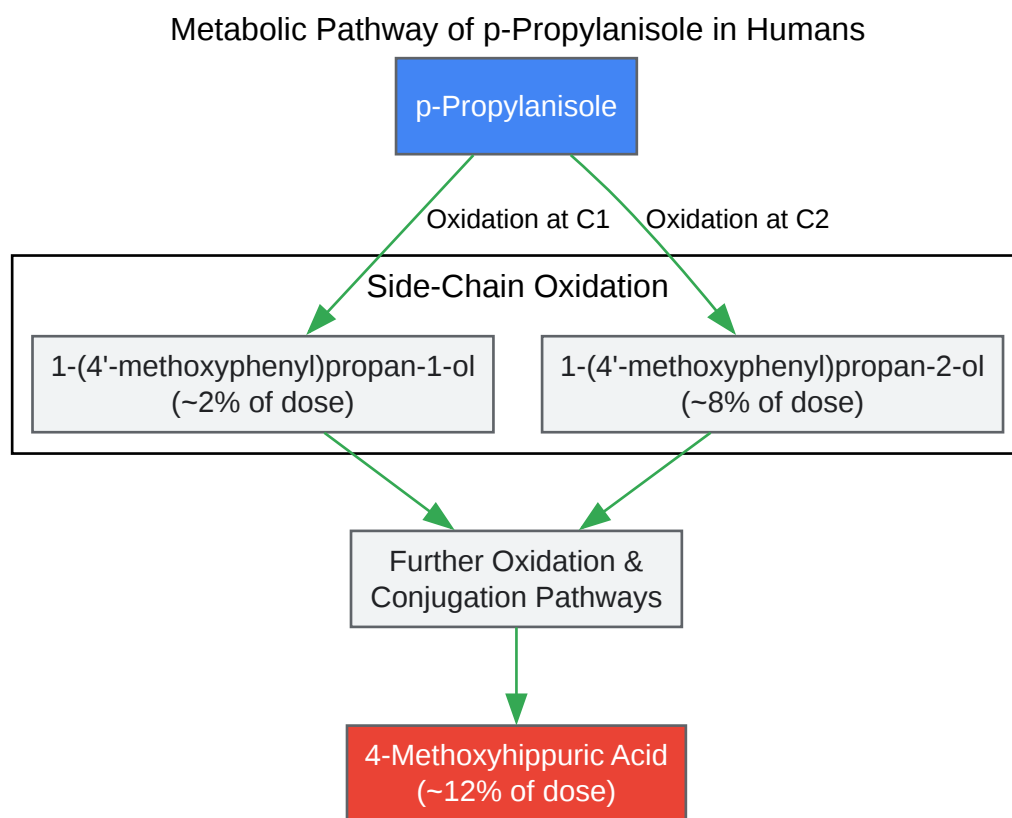 Metabolic Pathway of p-Propylanisole in Humans
p-Propylanisole
Oxidation at C1
Oxidation at C2
Side-Chain Oxidation
1-(4'-methoxyphenyl)propan-1-ol
(~2% of dose)
1-(4'-methoxyphenyl)propan-2-ol
(~8% of dose)
Further Oxidation &
Conjugation Pathways
4-Methoxyhippuric Acid
(~12% of dose)